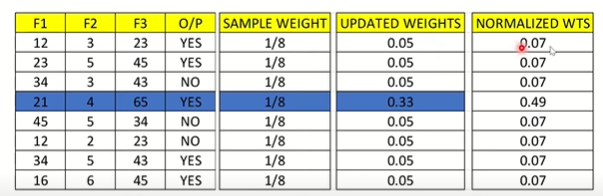 F1 F2 F3 O/P SAMPLE WEIGHT UPDATED WEIGHTS NORMALIZED WTS
12 3 23 YES 1/8 0.05 0.07
23 5 45 YES 1/8 0.05 0.07
34 3 43 NO 1/8 0.05 0.07
21 4 65 YES 1/8 0.33 0.49
45 5 34 NO 1/8 0.05 0.07
12 2 23 NO 1/8 0.05 0.07
34 5 43 YES 1/8 0.05 0.07
16 6 45 YES 1/8 0.05 0.07